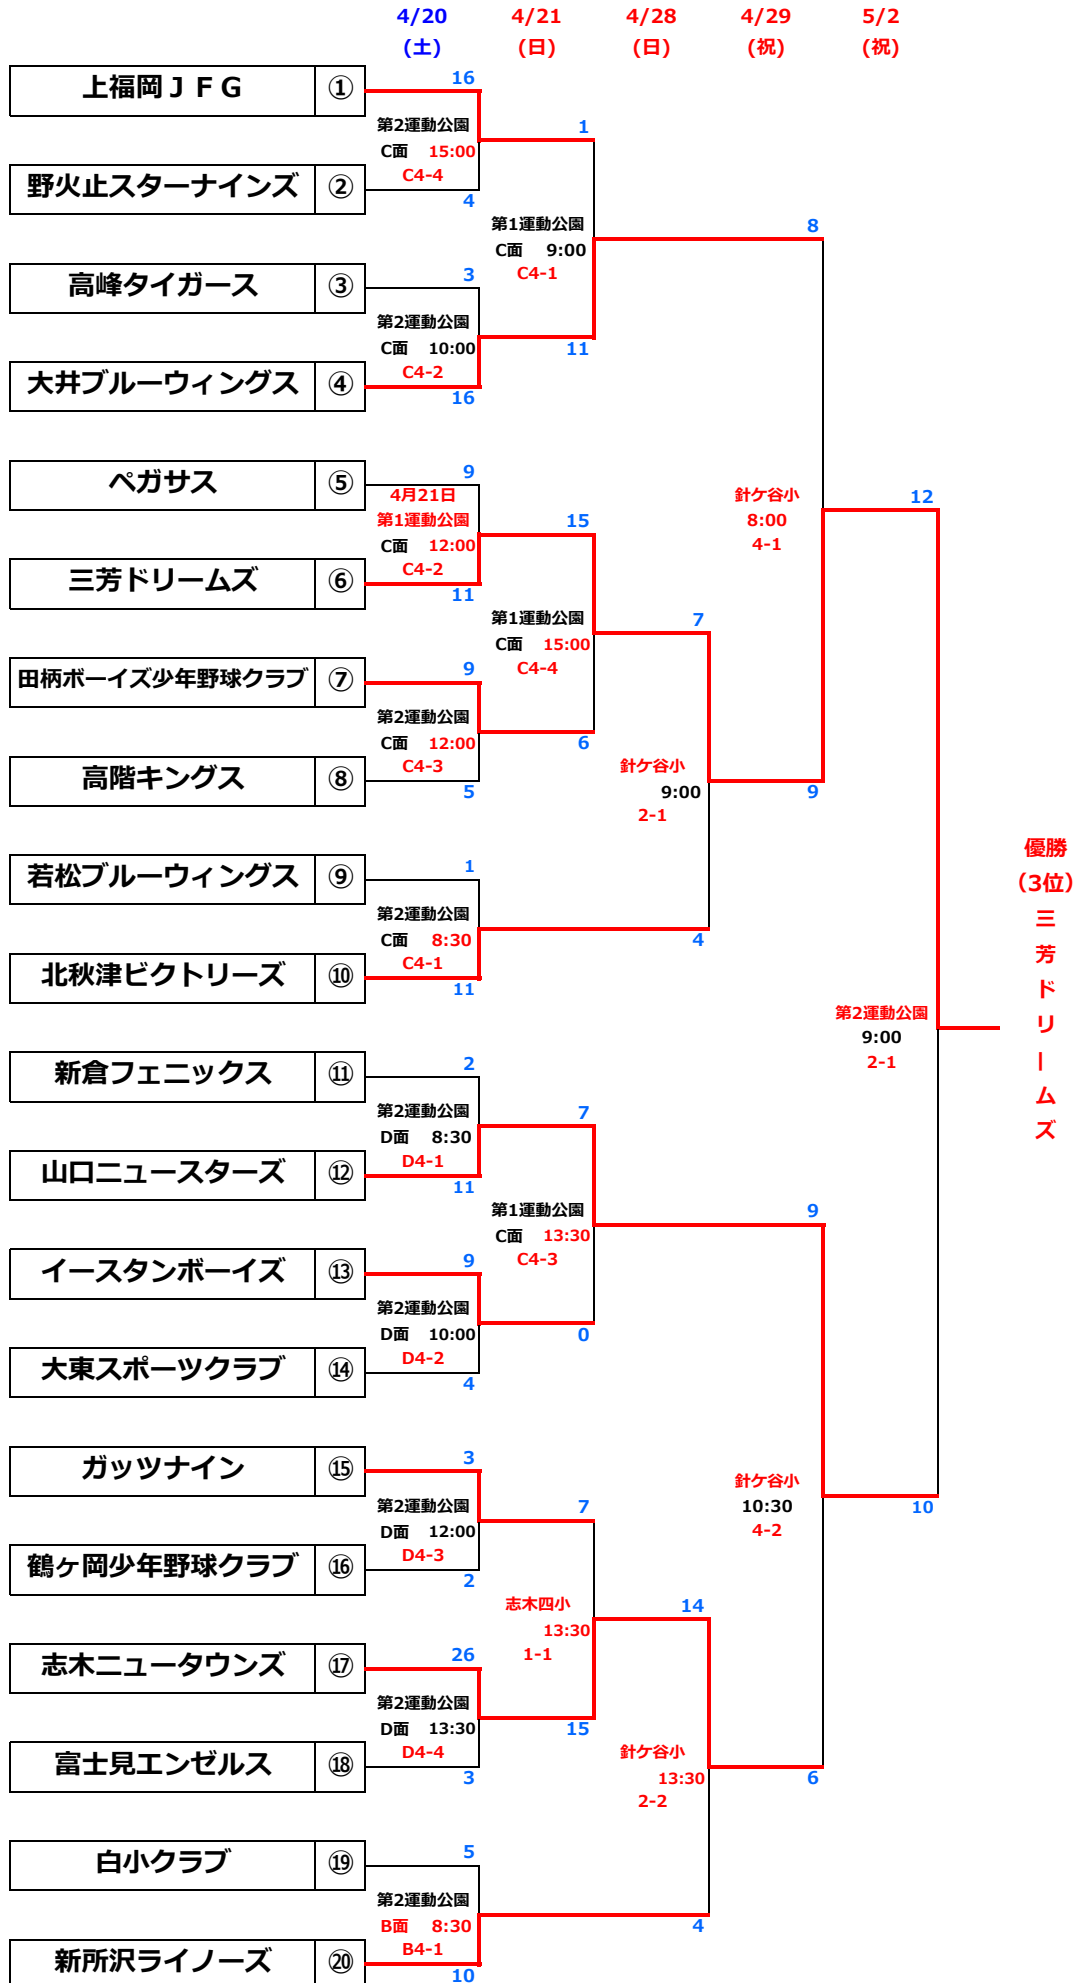 4/20 4/21 4/28 4/29 5/2
(土) (日) (日) (祝) (祝)
上福岡ＪＦＧ ①
16
第2運動公園
C面 15:00
C4-4
1
野火止スターナインズ ②
4
第1運動公園
C面 9:00
C4-1
8
高峰タイガース ③
3
第2運動公園
C面 10:00
C4-2
11
大井ブルーウィングス ④
16
ペガサス ⑤
9
4月21日
第1運動公園
C面 12:00
C4-2
15
針ケ谷小
8:00
4-1
12
三芳ドリームズ ⑥
11
第1運動公園
C面 15:00
C4-4
7
田柄ボーイズ少年野球クラブ ⑦
9
第2運動公園
C面 12:00
C4-3
6
高階キングス ⑧
5
針ケ谷小
9:00
2-1
9
若松ブルーウィングス ⑨
1
第2運動公園
C面 8:30
C4-1
4
北秋津ビクトリーズ ⑩
11
優勝
（3位）
三
芳
ド
リ
ー
ム
ズ
第2運動公園
9:00
2-1
新倉フェニックス ⑪
2
第2運動公園
D面 8:30
D4-1
7
山口ニュースターズ ⑫
11
第1運動公園
C面 13:30
C4-3
9
イースタンボーイズ ⑬
9
第2運動公園
D面 10:00
D4-2
0
大東スポーツクラブ ⑭
4
ガッツナイン ⑮
3
第2運動公園
D面 12:00
D4-3
7
針ケ谷小
10:30
4-2
10
鶴ヶ岡少年野球クラブ ⑯
2
志木四小
13:30
1-1
14
志木ニュータウンズ ⑰
26
第2運動公園
D面 13:30
D4-4
15
富士見エンゼルス ⑱
3
針ケ谷小
13:30
2-2
6
白小クラブ ⑲
5
第2運動公園
B面 8:30
B4-1
4
新所沢ライノーズ ⑳
10